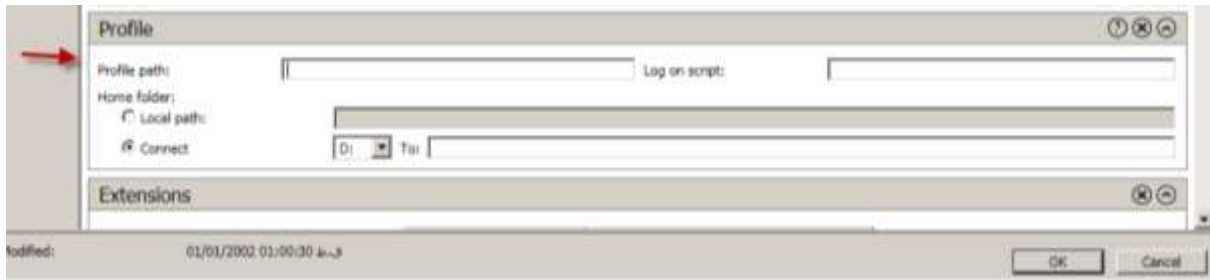 Profile
Profile path: Log on script:
Home folder:
Local path:
Connect D: To:
Extensions
Modified: 01/01/2002 01:00:30
OK Cancel